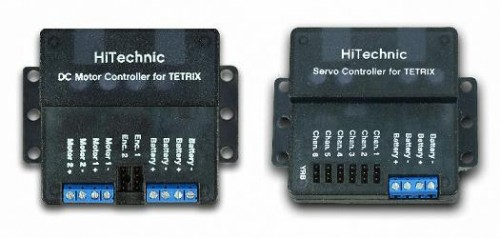 HiTechnic
DC Motor Controller for TETRIX
Motor 2 +
Motor 2 -
Motor 1 +
Motor 1 -
Enc. 2
Enc. 1
Battery +
Battery -
Battery +
Battery -
HiTechnic
Servo Controller for TETRIX
YRB
Chan. 6
Chan. 5
Chan. 4
Chan. 3
Chan. 2
Chan. 1
Battery +
Battery -
Battery +
Battery -